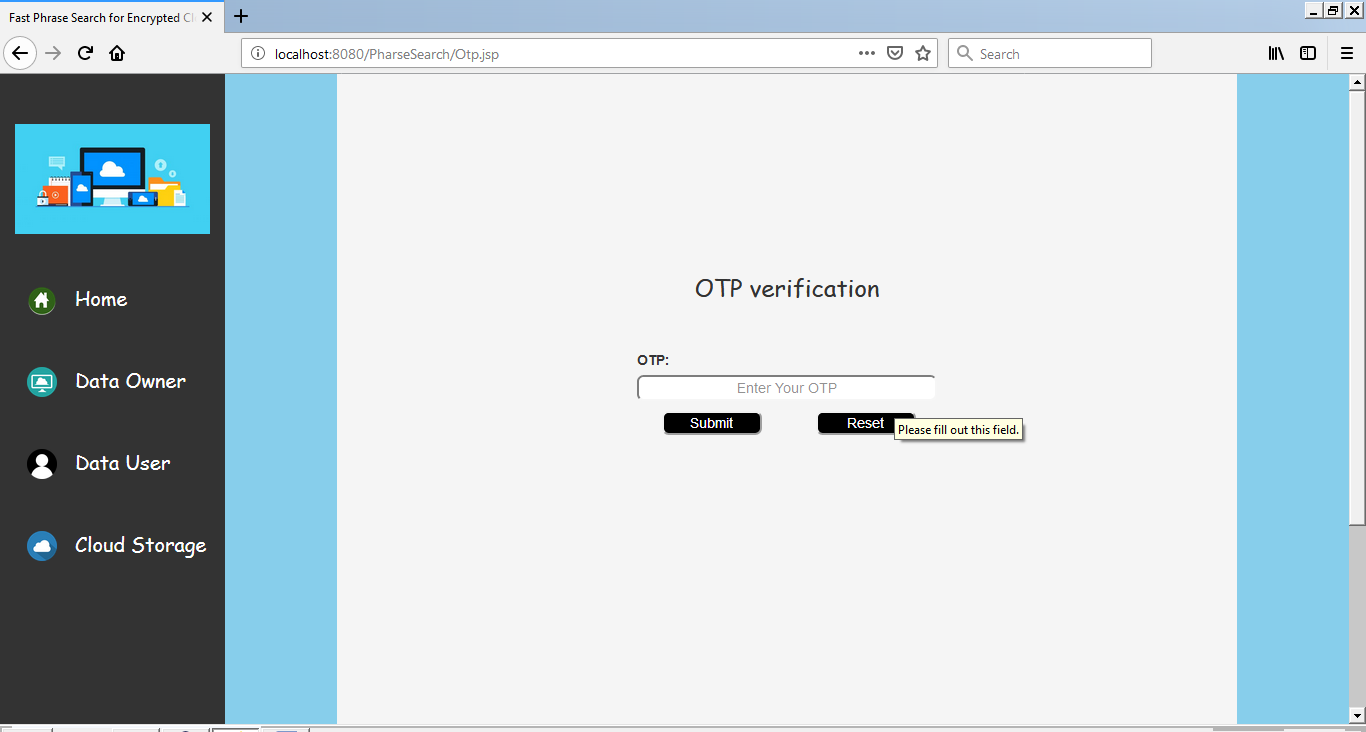 Fast Phrase Search for Encrypted Cl
localhost:8080/PharseSearch/Otp.jsp
Search
Home
Data Owner
Data User
Cloud Storage
OTP verification
OTP:
Enter Your OTP
Submit
Reset
Please fill out this field.